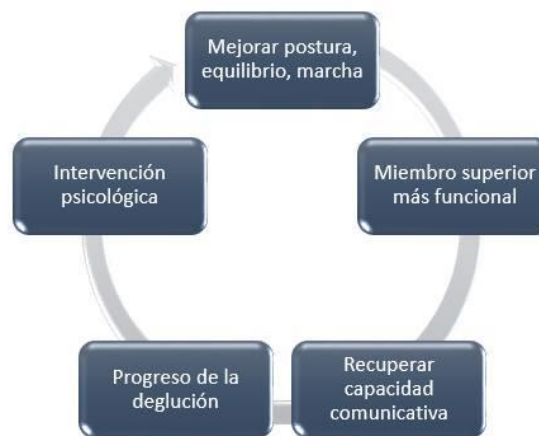 Mejorar postura,
equilibrio, marcha
Miembro superior
más funcional
Recuperar
capacidad
comunicativa
Progreso de la
deglución
Intervención
psicológica